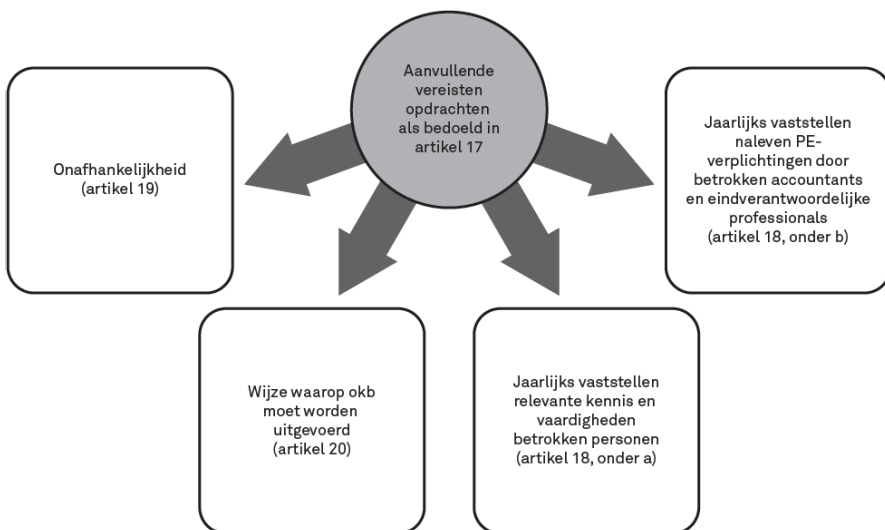 Aanvullende
vereisten
opdrachten
als bedoeld in
artikel 17
Onafhankelijkheid
(artikel 19)
Wijze waarop okb
moet worden
uitgevoerd
(artikel 20)
Jaarlijks vaststellen
relevante kennis en
vaardigheden
betrokken personen
(artikel 18, onder a)
Jaarlijks vaststellen
naleven PE-
verplichtingen door
betrokken accountants
en eindverantwoordelijke
professionals
(artikel 18, onder b)